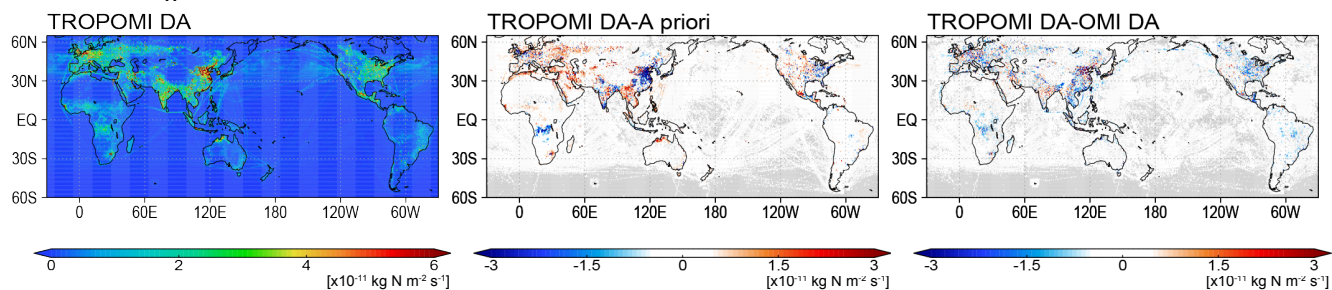 TROPOMI DA
TROPOMI DA-A priori
TROPOMI DA-OMI DA
60N
30N
EQ
30S
60S
0 60E 120E 180 120W 60W
60N
30N
EQ
30S
60S
0 60E 120E 180 120W 60W
60N
30N
EQ
30S
60S
0 60E 120E 180 120W 60W
0 2 4 6
[x10⁻¹¹ kg N m⁻² s⁻¹]
-3 -1.5 0 1.5 3
[x10⁻¹¹ kg N m⁻² s⁻¹]
-3 -1.5 0 1.5 3
[x10⁻¹¹ kg N m⁻² s⁻¹]